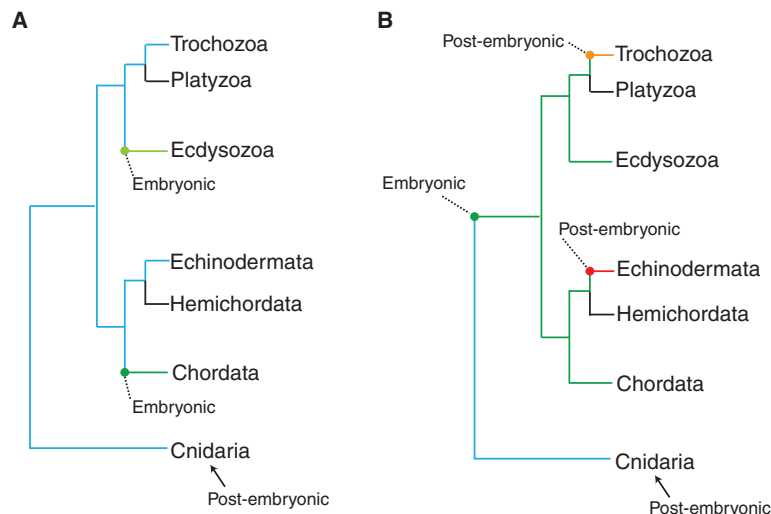 A
Trochozoa
Platyzoa
Ecdysozoa
Embryonic
Echinodermata
Hemichordata
Chordata
Embryonic
Cnidaria
Post-embryonic
B
Post-embryonic
Trochozoa
Platyzoa
Ecdysozoa
Embryonic
Post-embryonic
Echinodermata
Hemichordata
Chordata
Cnidaria
Post-embryonic